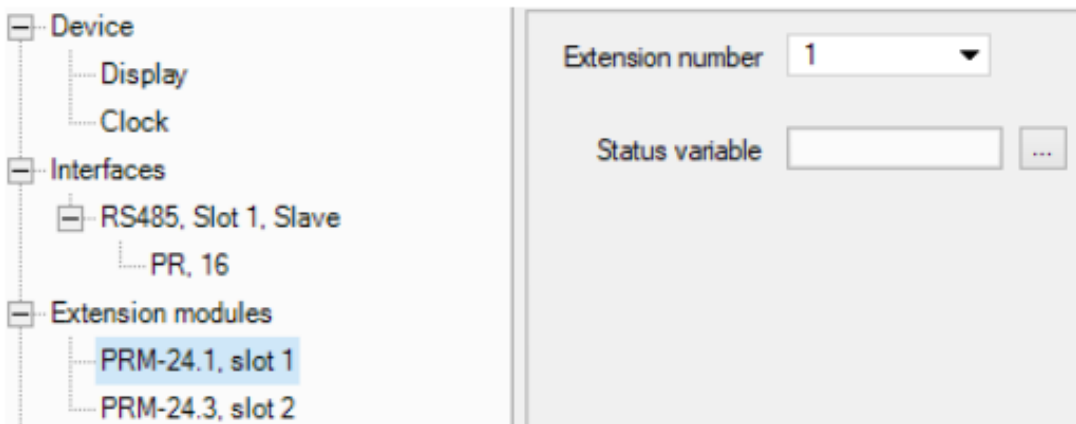 Device
Display
Clock
Interfaces
RS485, Slot 1, Slave
PR, 16
Extension modules
PRM-24.1, slot 1
PRM-24.3, slot 2
Extension number 1
Status variable ...